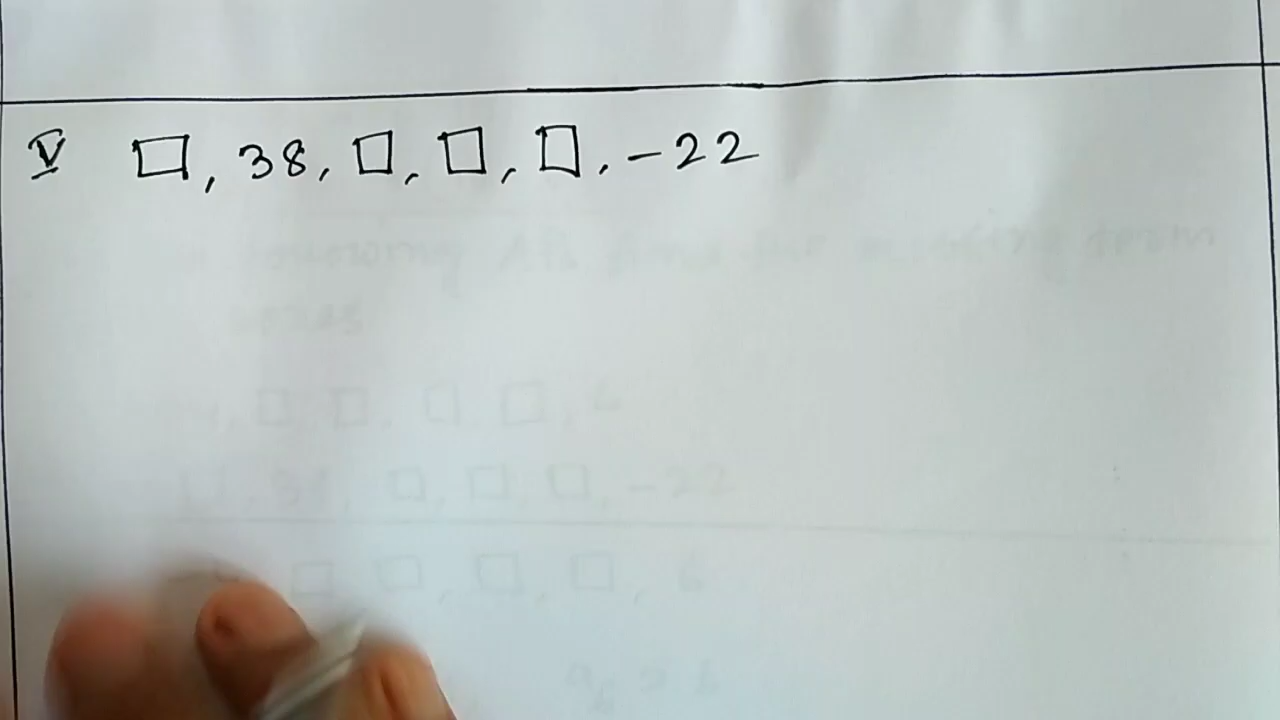 V □, 38, □, □, □, -22